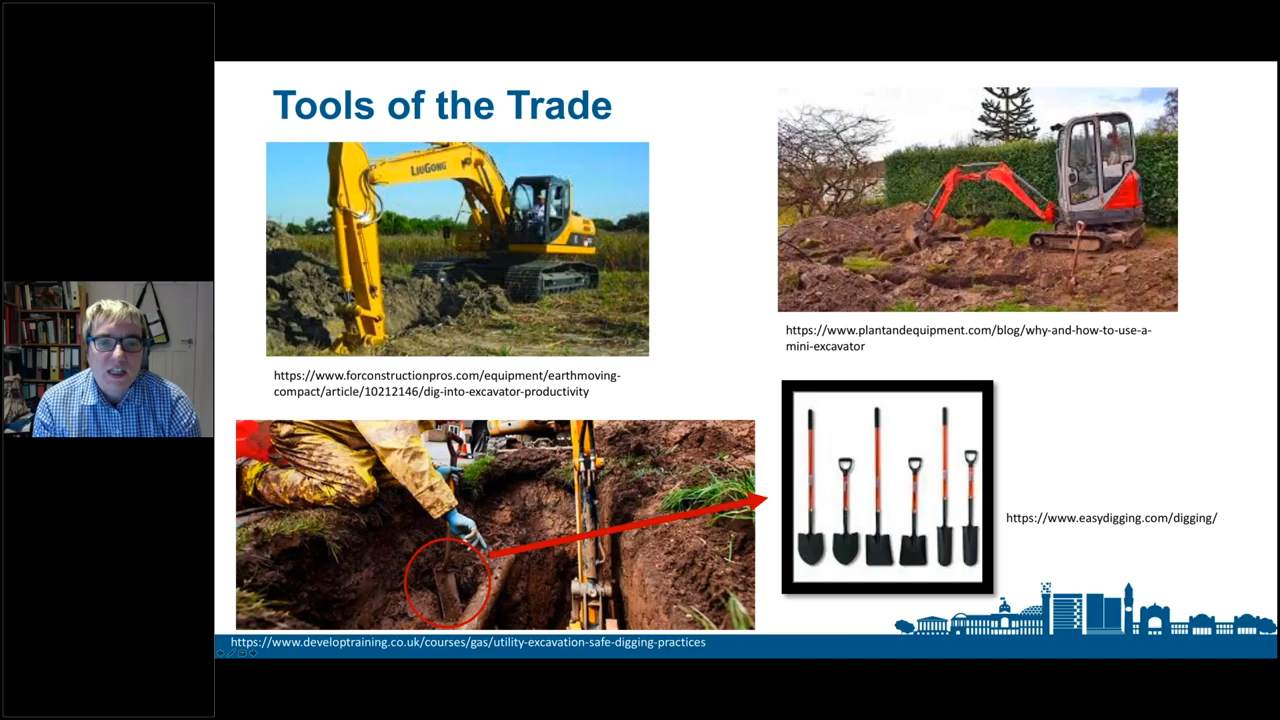 Tools of the Trade
LIUGONG
https://www.forconstructionpros.com/equipment/earthmoving-
compact/article/10212146/dig-into-excavator-productivity
https://www.plantandequipment.com/blog/why-and-how-to-use-a-
mini-excavator
https://www.easydigging.com/digging/
https://www.developtraining.co.uk/courses/gas/utility-excavation-safe-digging-practices